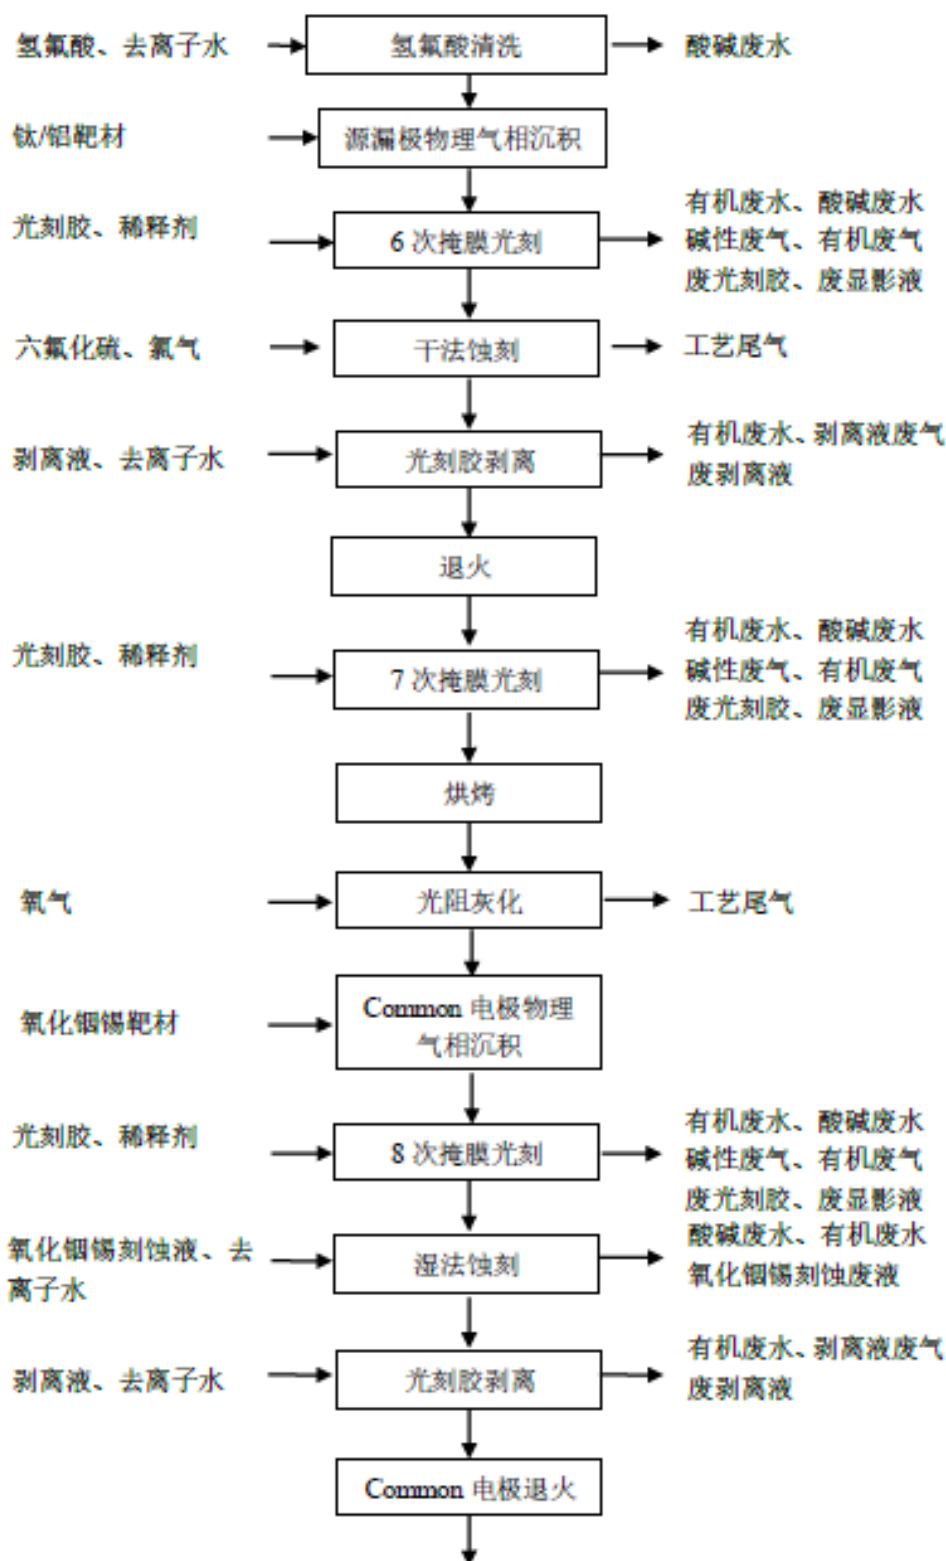 氢氟酸、去离子水
氢氟酸清洗
酸碱废水
钛/铝靶材
源漏极物理气相沉积
光刻胶、稀释剂
6 次掩膜光刻
有机废水、酸碱废水
碱性废气、有机废气
废光刻胶、废显影液
六氟化硫、氯气
干法蚀刻
工艺尾气
剥离液、去离子水
光刻胶剥离
有机废水、剥离液废气
废剥离液
退火
光刻胶、稀释剂
7 次掩膜光刻
有机废水、酸碱废水
碱性废气、有机废气
废光刻胶、废显影液
烘烤
氧气
光阻灰化
工艺尾气
氧化铟锡靶材
Common 电极物理
气相沉积
光刻胶、稀释剂
8 次掩膜光刻
有机废水、酸碱废水
碱性废气、有机废气
废光刻胶、废显影液
氧化铟锡刻蚀液、去
离子水
湿法蚀刻
酸碱废水、有机废水
氧化铟锡刻蚀废液
剥离液、去离子水
光刻胶剥离
有机废水、剥离液废气
废剥离液
Common 电极退火